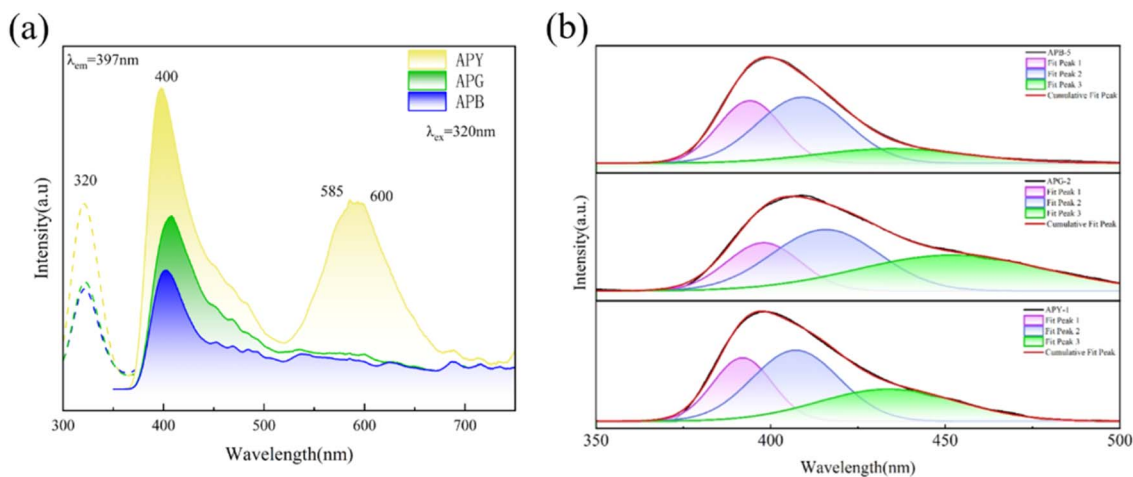 (a)
λem=397nm
400
APY
APG
APB
λex=320nm
320
585
600
Intensity(a.u)
300
400
500
600
700
Wavelength(nm)
(b)
APB-5
Fit Peak 1
Fit Peak 2
Fit Peak 3
Cumulative Fit Peak
APG-2
Fit Peak 1
Fit Peak 2
Fit Peak 3
Cumulative Fit Peak
APY-1
Fit Peak 1
Fit Peak 2
Fit Peak 3
Cumulative Fit Peak
Intensity(a.u.)
350
400
450
500
Wavelength(nm)